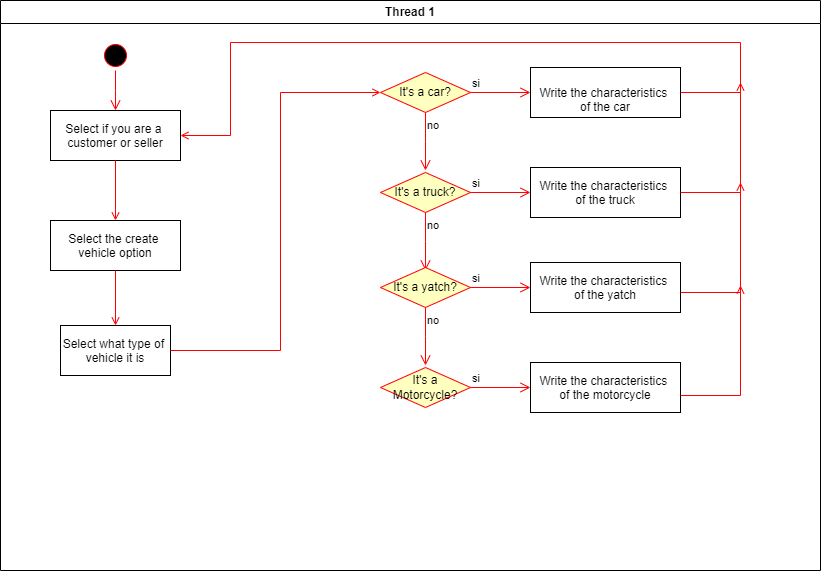 Thread 1
Select if you are a
customer or seller
Select the create
vehicle option
Select what type of
vehicle it is
It's a car?
si
Write the characteristics
of the car
no
It's a truck?
si
Write the characteristics
of the truck
no
It's a yatch?
si
Write the characteristics
of the yatch
no
It's a
Motorcycle?
si
Write the characteristics
of the motorcycle